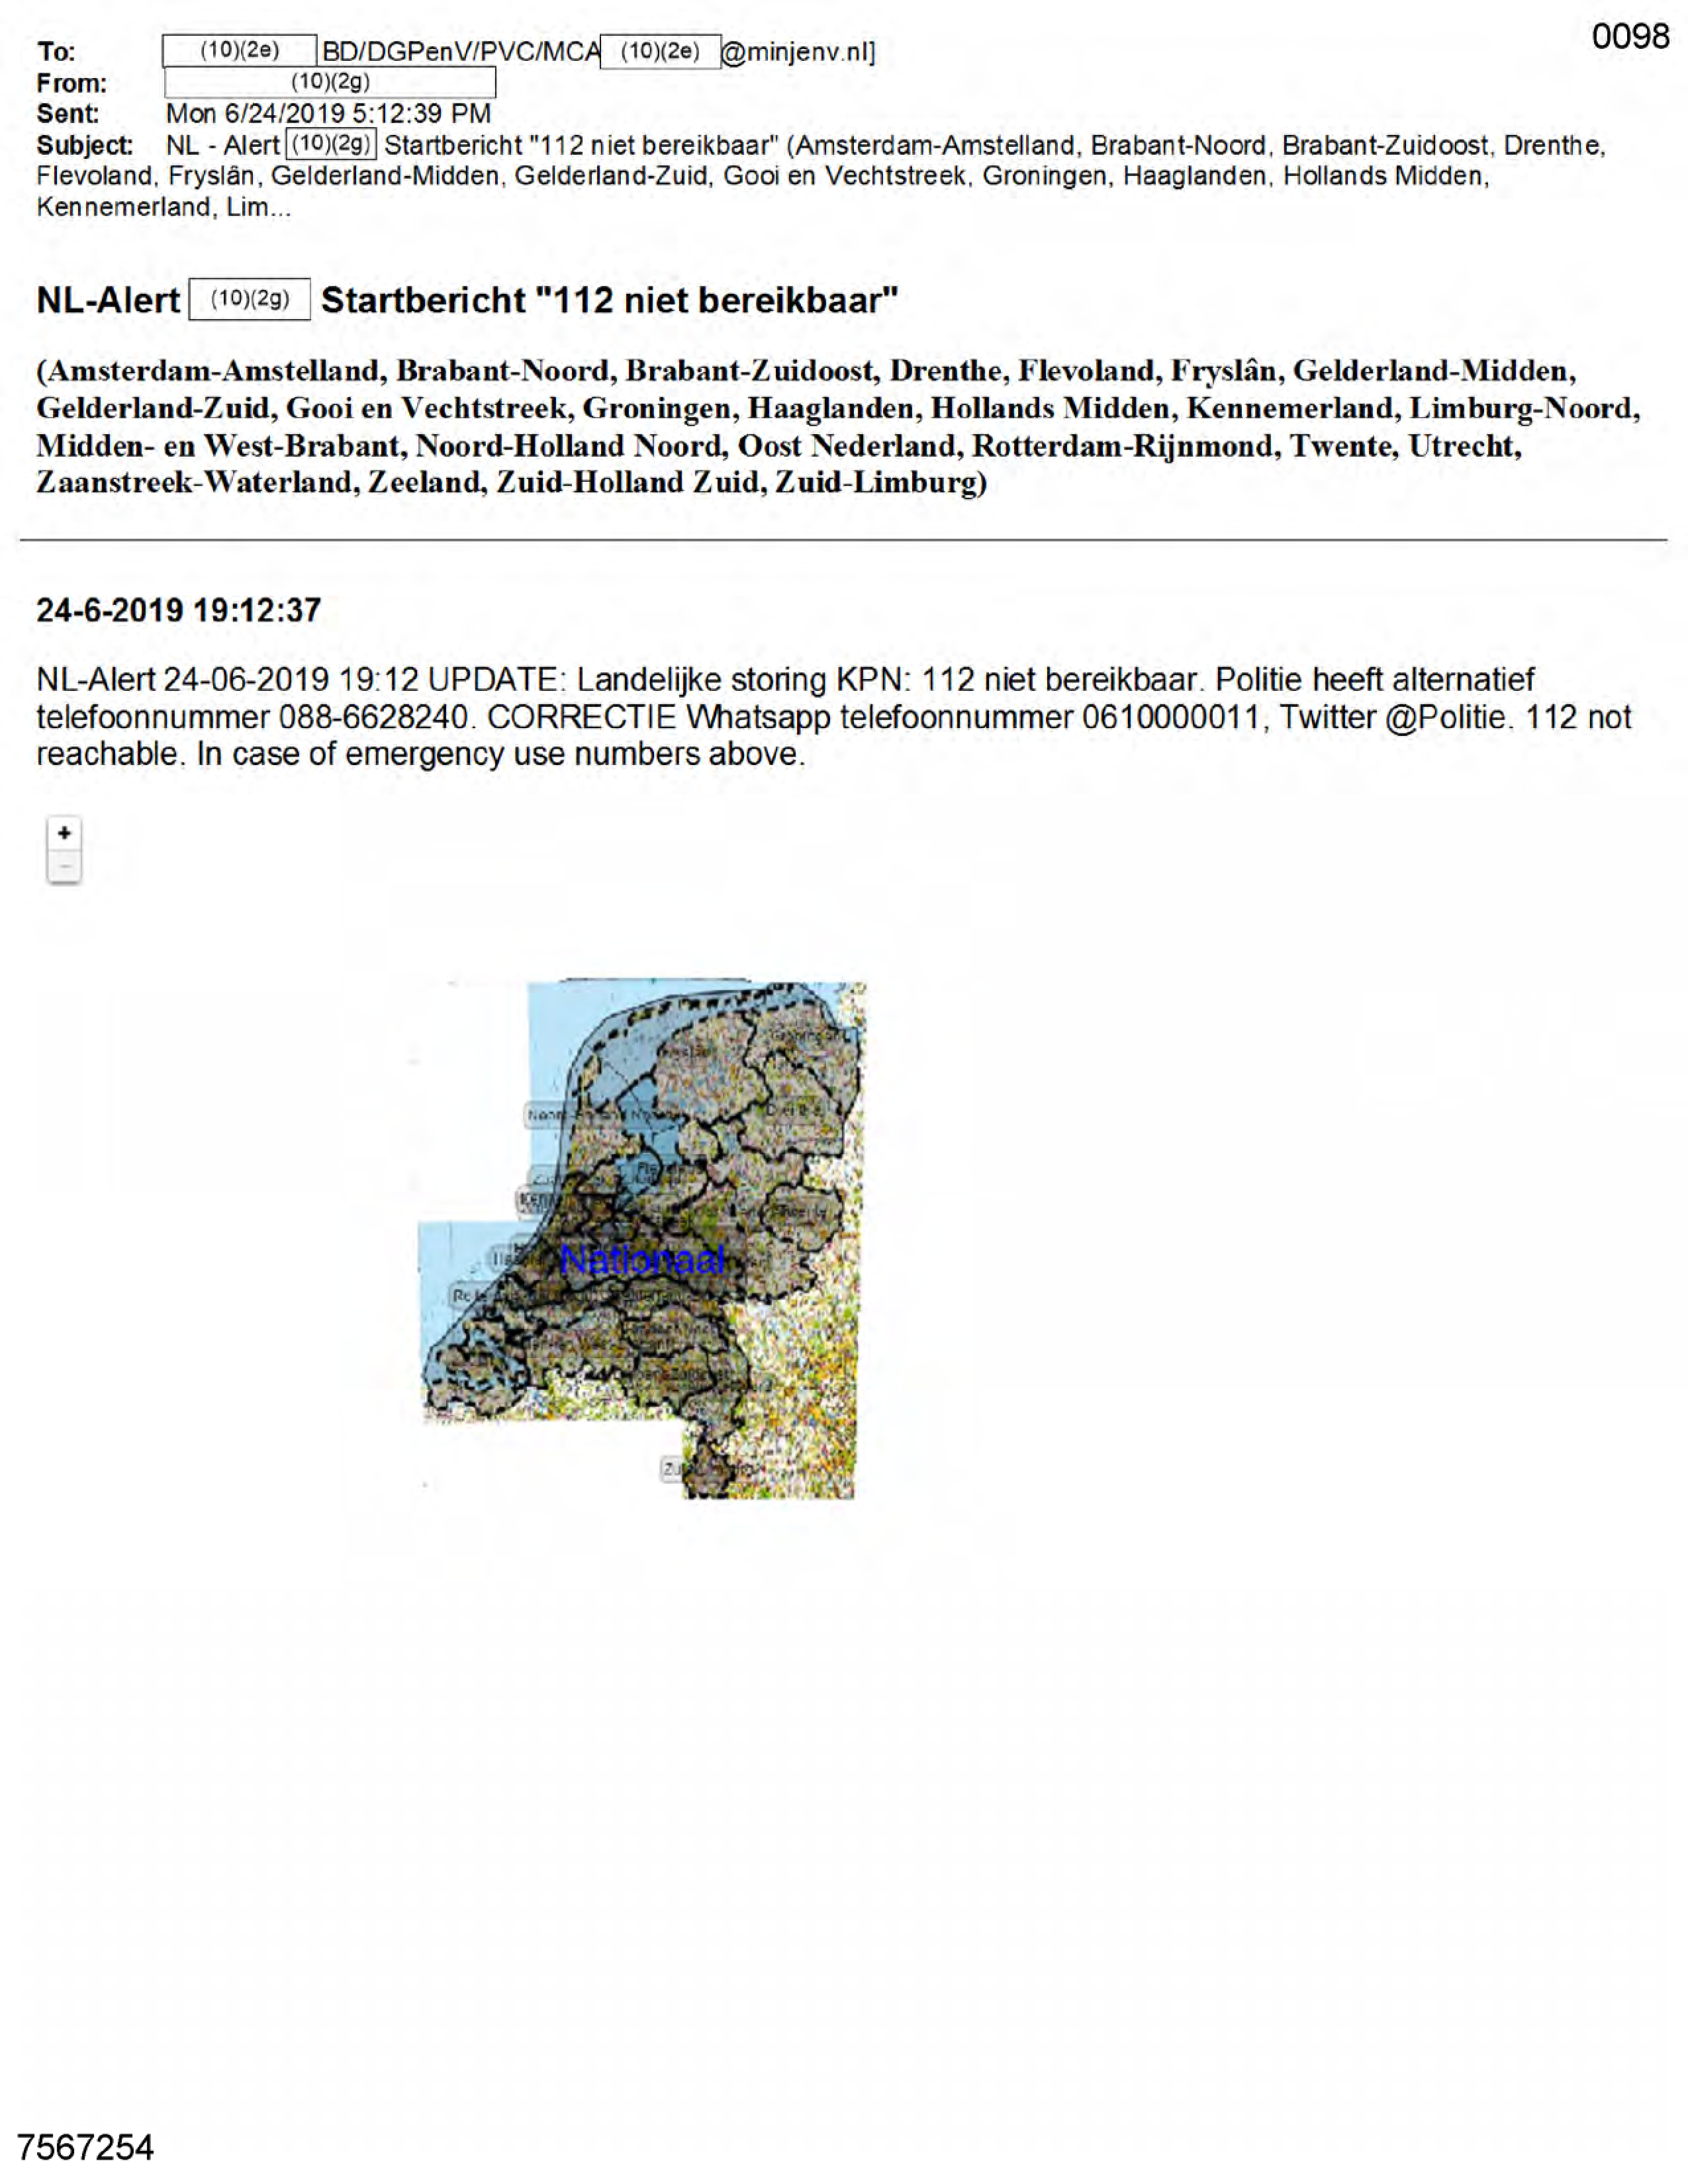 0098
To: (10)(2e) BD/DGPenV/PVC/MCA (10)(2e) @minjenv.nl]
From: (10)(2g)
Sent: Mon 6/24/2019 5:12:39 PM
Subject: NL - Alert (10)(2g) Startbericht "112 niet bereikbaar" (Amsterdam-Amstelland, Brabant-Noord, Brabant-Zuidoost, Drenthe,
Flevoland, Fryslân, Gelderland-Midden, Gelderland-Zuid, Gooi en Vechtstreek, Groningen, Haaglanden, Hollands Midden,
Kennemerland, Lim...
NL-Alert (10)(2g) Startbericht "112 niet bereikbaar"
(Amsterdam-Amstelland, Brabant-Noord, Brabant-Zuidoost, Drenthe, Flevoland, Fryslân, Gelderland-Midden,
Gelderland-Zuid, Gooi en Vechtstreek, Groningen, Haaglanden, Hollands Midden, Kennemerland, Limburg-Noord,
Midden- en West-Brabant, Noord-Holland Noord, Oost Nederland, Rotterdam-Rijnmond, Twente, Utrecht,
Zaanstreek-Waterland, Zeeland, Zuid-Holland Zuid, Zuid-Limburg)
24-6-2019 19:12:37
NL-Alert 24-06-2019 19:12 UPDATE: Landelijke storing KPN: 112 niet bereikbaar. Politie heeft alternatief
telefoonnummer 088-6628240. CORRECTIE Whatsapp telefoonnummer 0610000011, Twitter @Politie. 112 not
reachable. In case of emergency use numbers above.
+
-
Nationaal
7567254